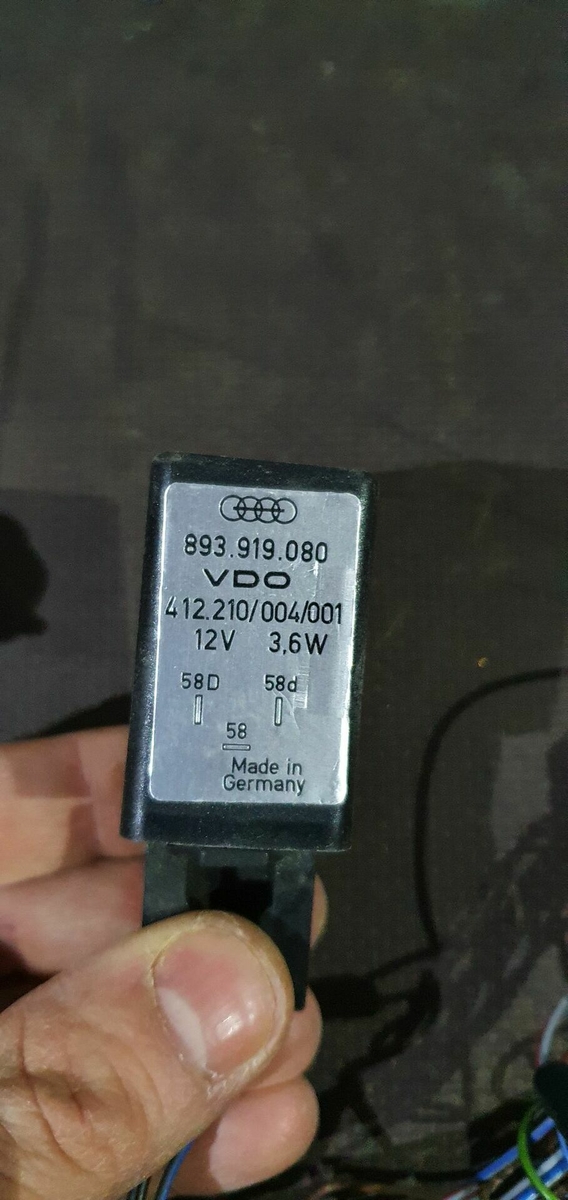 893.919.080
VDO
412.210/004/001
12V 3,6W
58D 58d
58
Made in
Germany